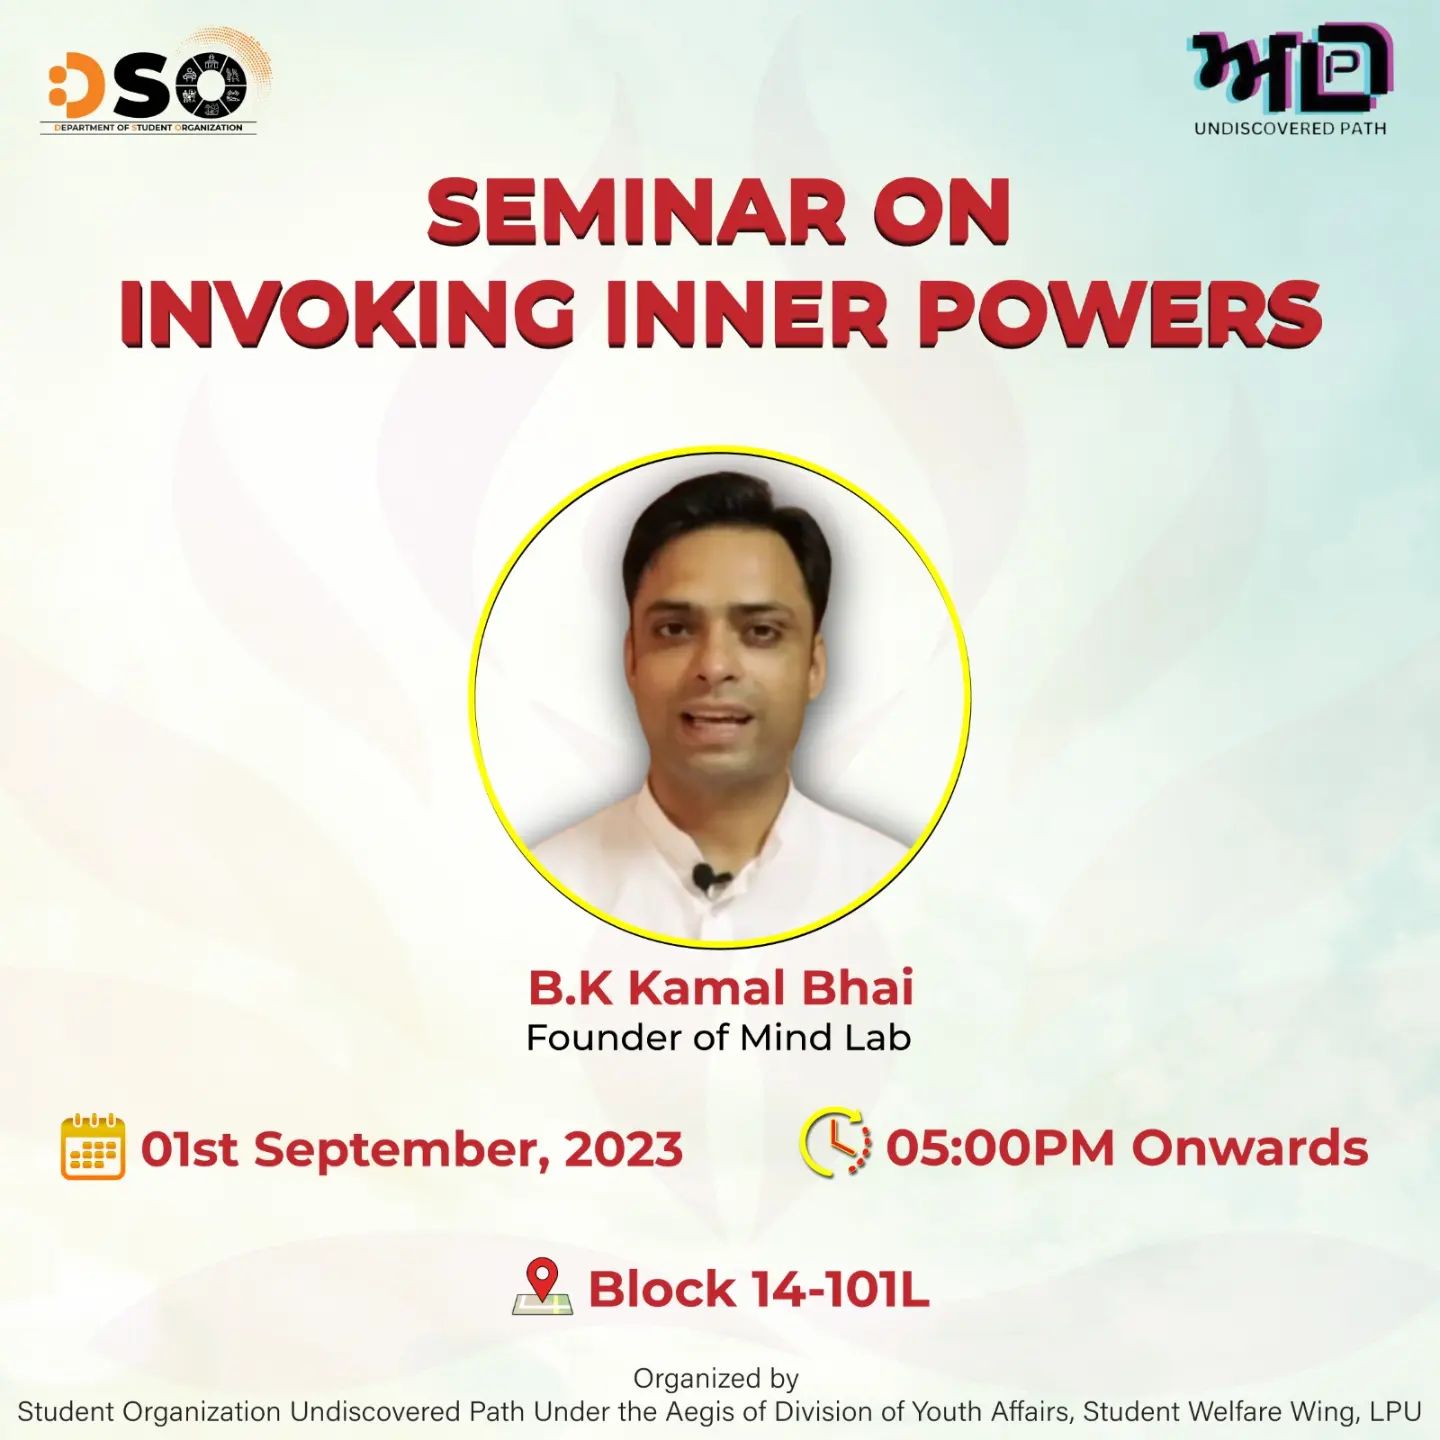 DSO
DEPARTMENT OF STUDENT ORGANIZATION
UNDISCOVERED PATH
SEMINAR ON
INVOKING INNER POWERS
B.K Kamal Bhai
Founder of Mind Lab
01st September, 2023
05:00PM Onwards
Block 14-101L
Organized by
Student Organization Undiscovered Path Under the Aegis of Division of Youth Affairs, Student Welfare Wing, LPU